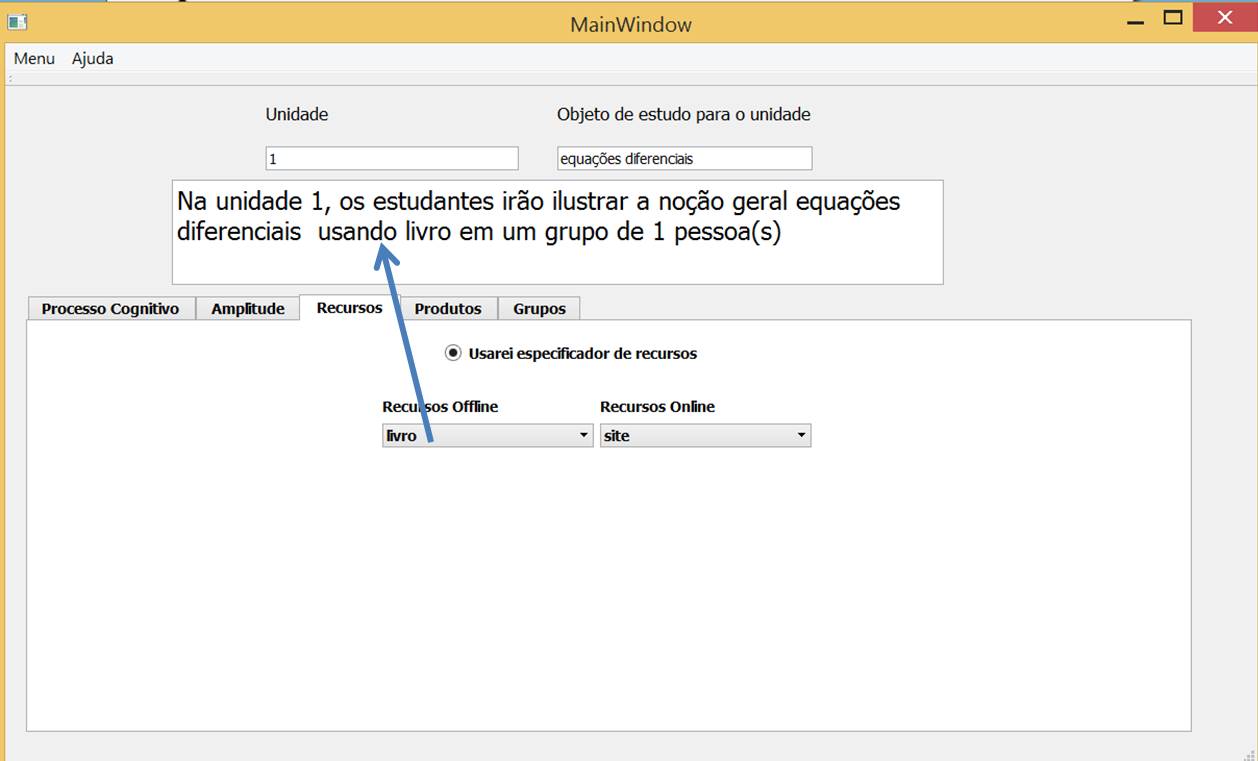 MainWindow
Menu Ajuda
Unidade Objeto de estudo para o unidade
1 equações diferenciais
Na unidade 1, os estudantes irão ilustrar a noção geral equações
diferenciais  usando livro em um grupo de 1 pessoa(s)
Processo Cognitivo Amplitude Recursos Produtos Grupos
Usarei especificador de recursos
Recursos Offline Recursos Online
livro site